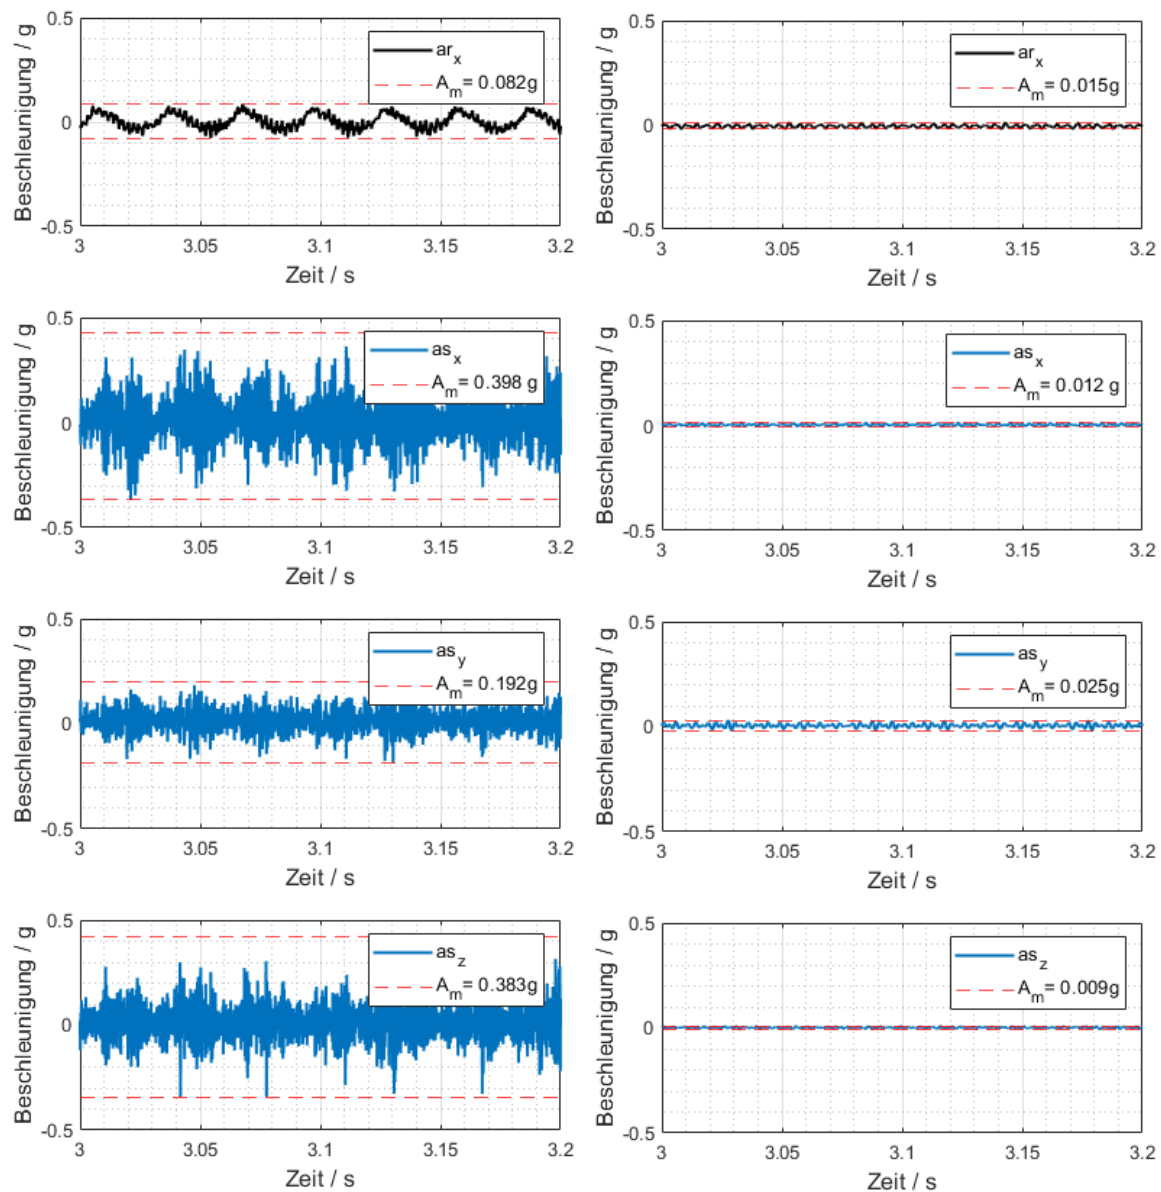 Beschleunigung / g
0.5
0
-0.5
ar_x
A_m= 0.082g
3 3.05 3.1 3.15 3.2
Zeit / s
Beschleunigung / g
0.5
0
-0.5
ar_x
A_m= 0.015g
3 3.05 3.1 3.15 3.2
Zeit / s
Beschleunigung / g
0.5
0
-0.5
as_x
A_m= 0.398 g
3 3.05 3.1 3.15 3.2
Zeit / s
Beschleunigung / g
0.5
0
-0.5
as_x
A_m= 0.012 g
3 3.05 3.1 3.15 3.2
Zeit / s
Beschleunigung / g
0.5
0
-0.5
as_y
A_m= 0.192g
3 3.05 3.1 3.15 3.2
Zeit / s
Beschleunigung / g
0.5
0
-0.5
as_y
A_m= 0.025g
3 3.05 3.1 3.15 3.2
Zeit / s
Beschleunigung / g
0.5
0
-0.5
as_z
A_m= 0.383g
3 3.05 3.1 3.15 3.2
Zeit / s
Beschleunigung / g
0.5
0
-0.5
as_z
A_m= 0.009g
3 3.05 3.1 3.15 3.2
Zeit / s